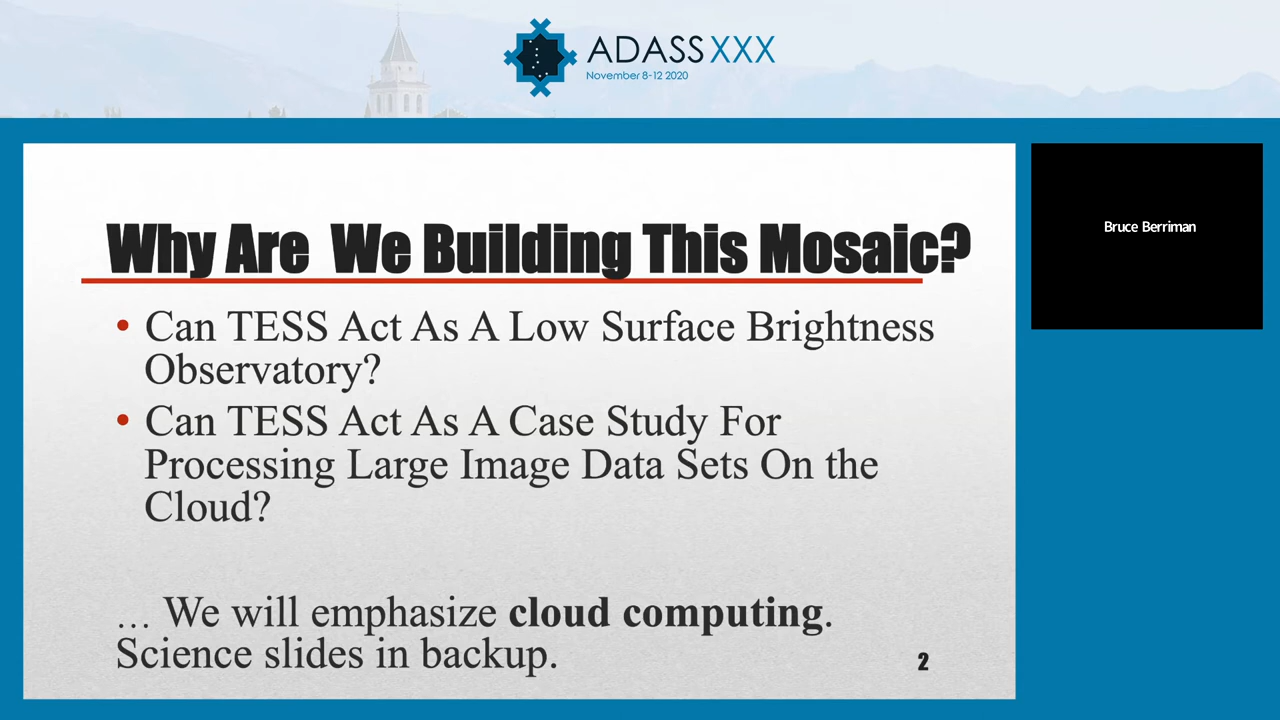 ADASS XXX
November 8-12 2020
Why Are We Building This Mosaic?
• Can TESS Act As A Low Surface Brightness
Observatory?
• Can TESS Act As A Case Study For
Processing Large Image Data Sets On the
Cloud?
… We will emphasize cloud computing.
Science slides in backup.
2
Bruce Berriman